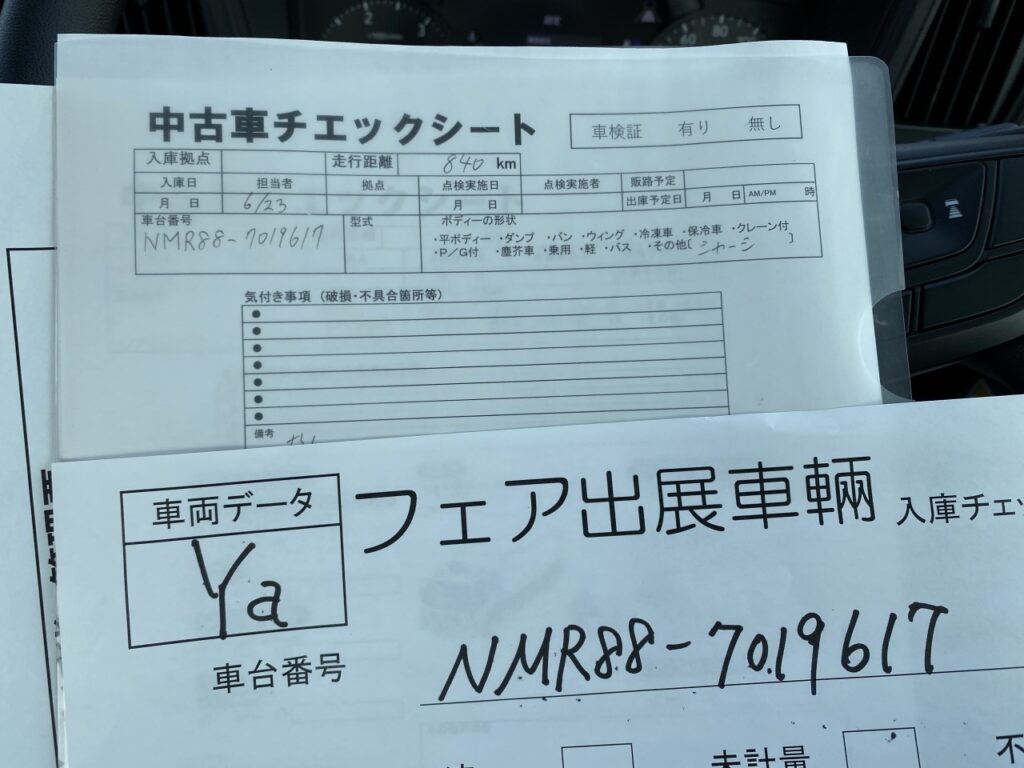 中古車チェックシート
車検証 有り 無し
入庫拠点 走行距離 840 km
入庫日 担当者 拠点 点検実施日 点検実施者 販路予定
月 日 6/23 月 日 出庫予定日 月 日 AM/PM 時
車台番号 型式 ボディーの形状
NMR88-7019617
・平ボディー ・ダンプ ・バン ・ウィング ・冷凍車 ・保冷車 ・クレーン付
・P/G付 ・塵芥車 ・乗用 ・軽 ・バス ・その他[シャーシ]
気付き事項（破損・不具合箇所等）
備考
車両データ
Ya
フェア出展車輌 入庫チェッ
車台番号
NMR88-7019617
未計量
不